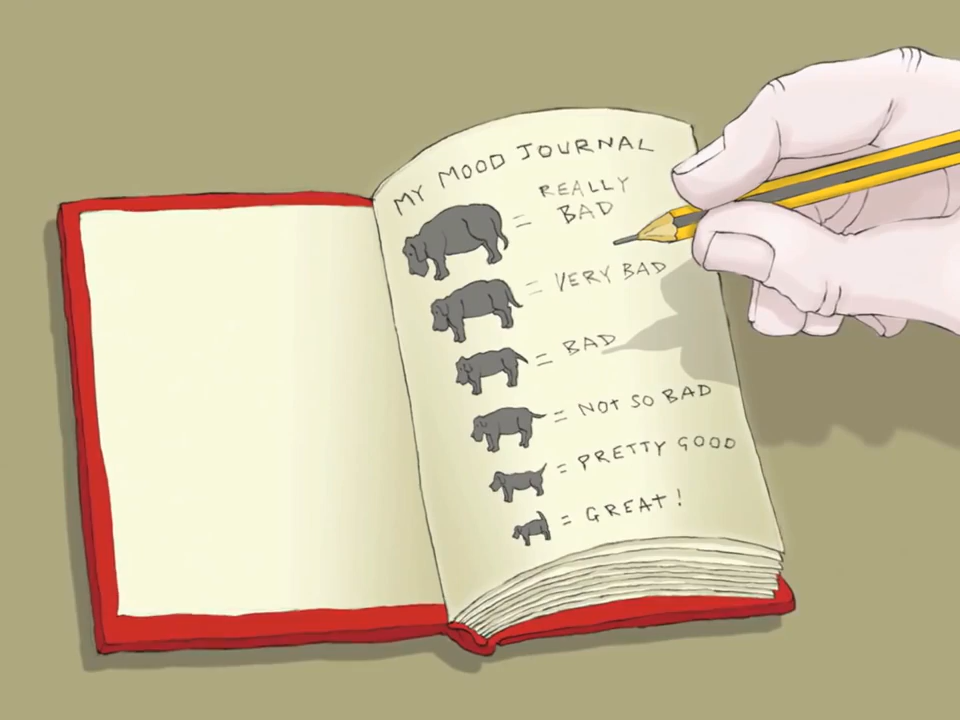 MY MOOD JOURNAL
= REALLY
BAD
= VERY BAD
= BAD
= NOT SO BAD
= PRETTY GOOD
= GREAT!